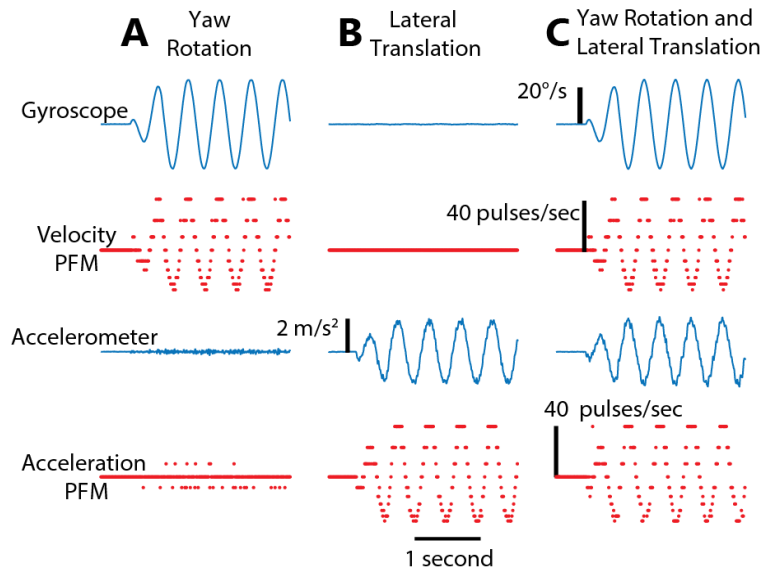 A
Yaw
Rotation
B
Lateral
Translation
C
Yaw Rotation and
Lateral Translation
Gyroscope
20°/s
Velocity
PFM
40 pulses/sec
Accelerometer
2 m/s²
Acceleration
PFM
40 pulses/sec
1 second